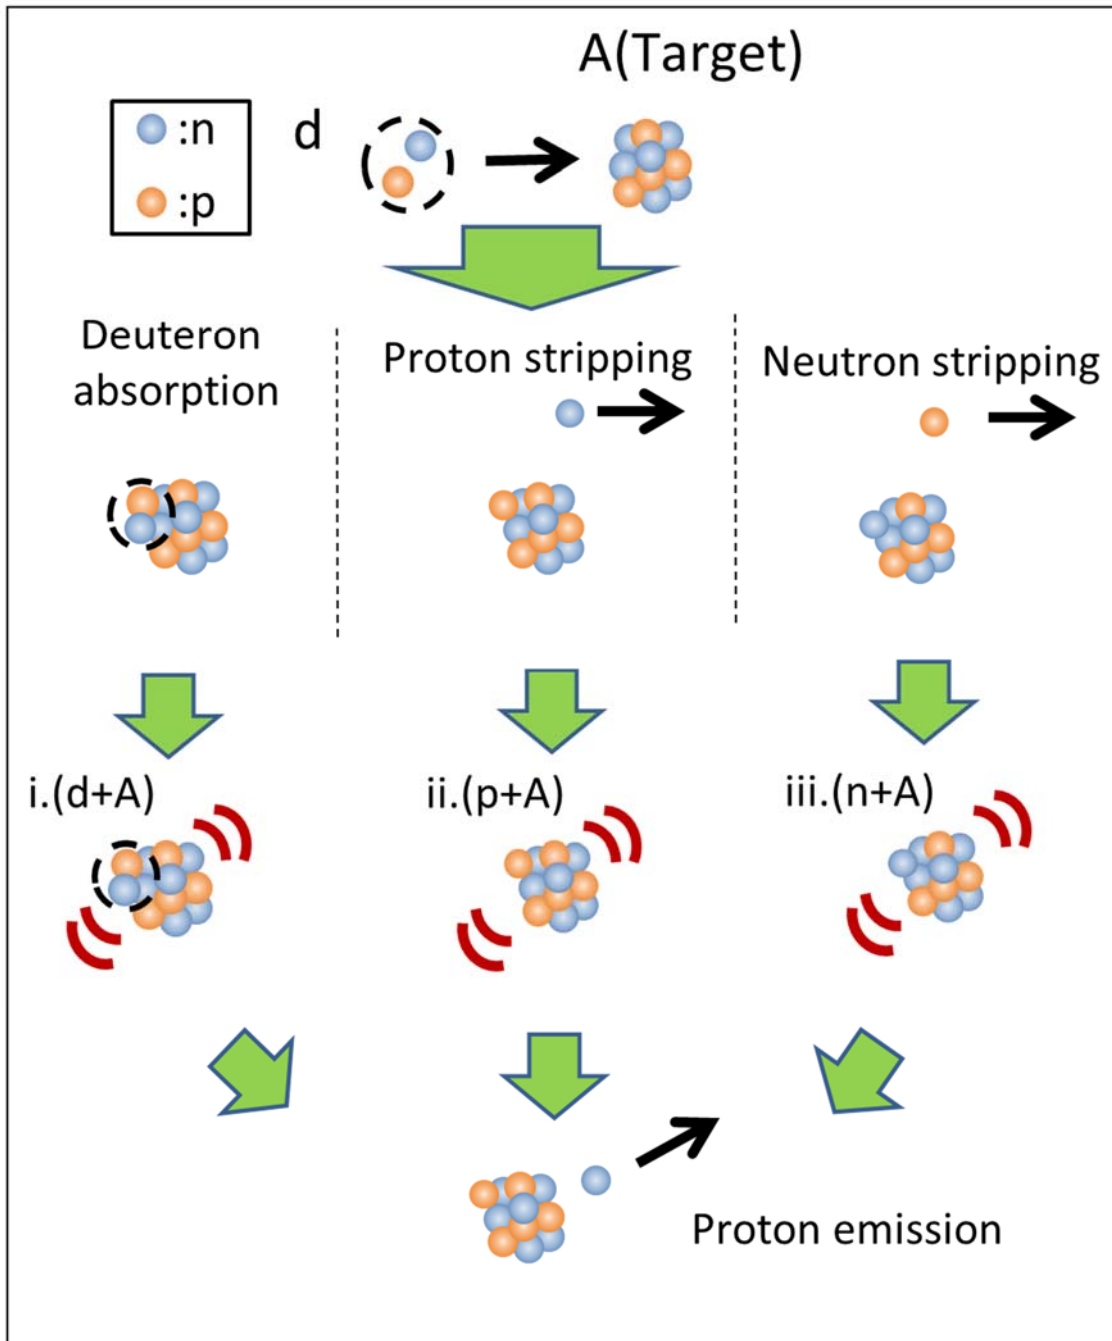 A(Target)
:n
d
:p
Deuteron
absorption
Proton stripping
Neutron stripping
i.(d+A)
ii.(p+A)
iii.(n+A)
Proton emission